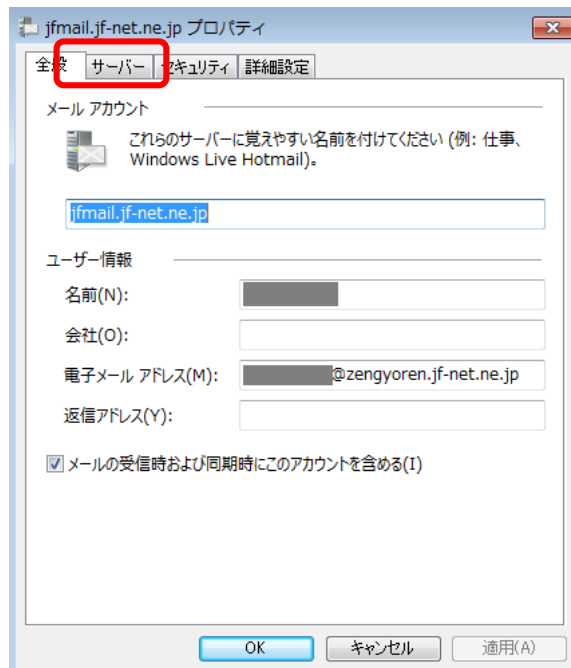 jfmail.jf-net.ne.jp プロパティ
全般 サーバー セキュリティ 詳細設定
メール アカウント
これらのサーバーに覚えやすい名前を付けてください (例: 仕事、
Windows Live Hotmail)。
jfmail.jf-net.ne.jp
ユーザー情報
名前(N):
会社(O):
電子メール アドレス(M): @zengyoren.jf-net.ne.jp
返信アドレス(Y):
メールの受信時および同期時にこのアカウントを含める(I)
OK キャンセル 適用(A)